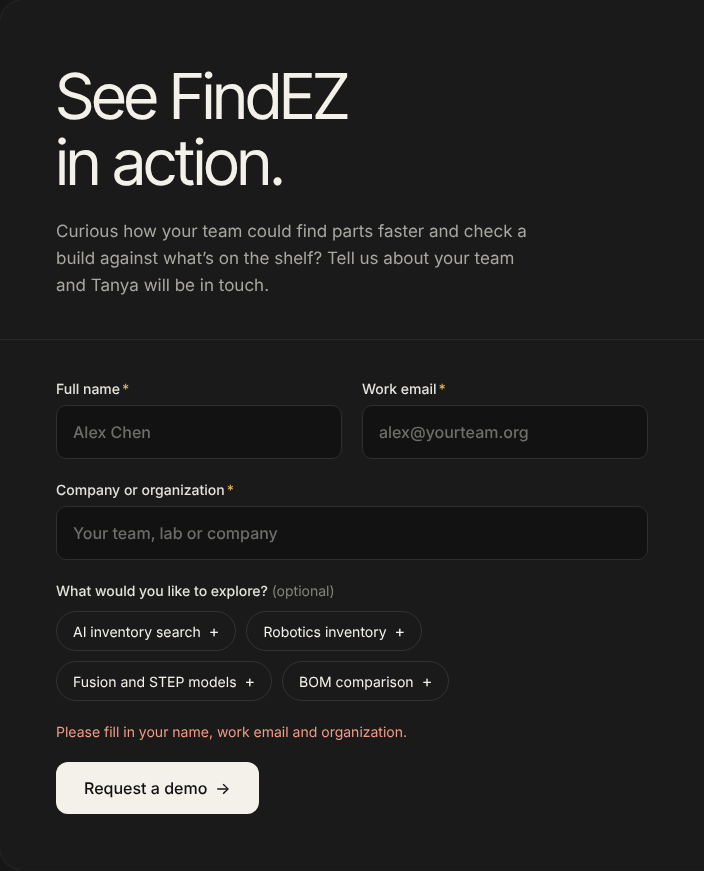 See FindEZ
in action.
Curious how your team could find parts faster and check a
build against what’s on the shelf? Tell us about your team
and Tanya will be in touch.
Full name*
Work email*
Alex Chen
alex@yourteam.org
Company or organization*
Your team, lab or company
What would you like to explore? (optional)
AI inventory search +
Robotics inventory +
Fusion and STEP models +
BOM comparison +
Please fill in your name, work email and organization.
Request a demo →